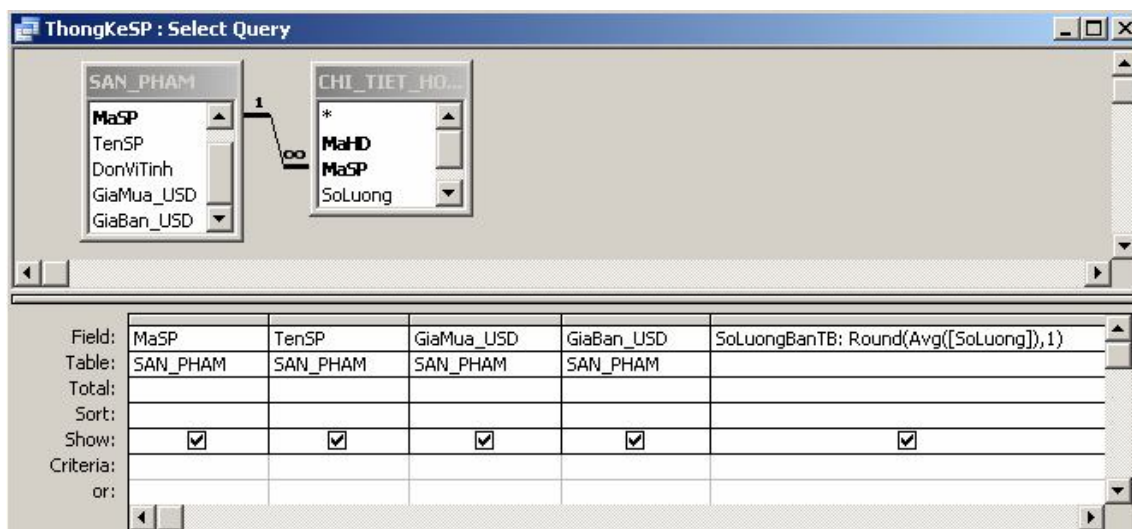 ThongKeSP : Select Query
SAN_PHAM
MaSP
TenSP
DonViTinh
GiaMua_USD
GiaBan_USD
1
∞
CHI_TIET_HO...
*
MaHD
MaSP
SoLuong
Field: MaSP TenSP GiaMua_USD GiaBan_USD SoLuongBanTB: Round(Avg([SoLuong]),1)
Table: SAN_PHAM SAN_PHAM SAN_PHAM SAN_PHAM
Total:
Sort:
Show:
Criteria:
or: